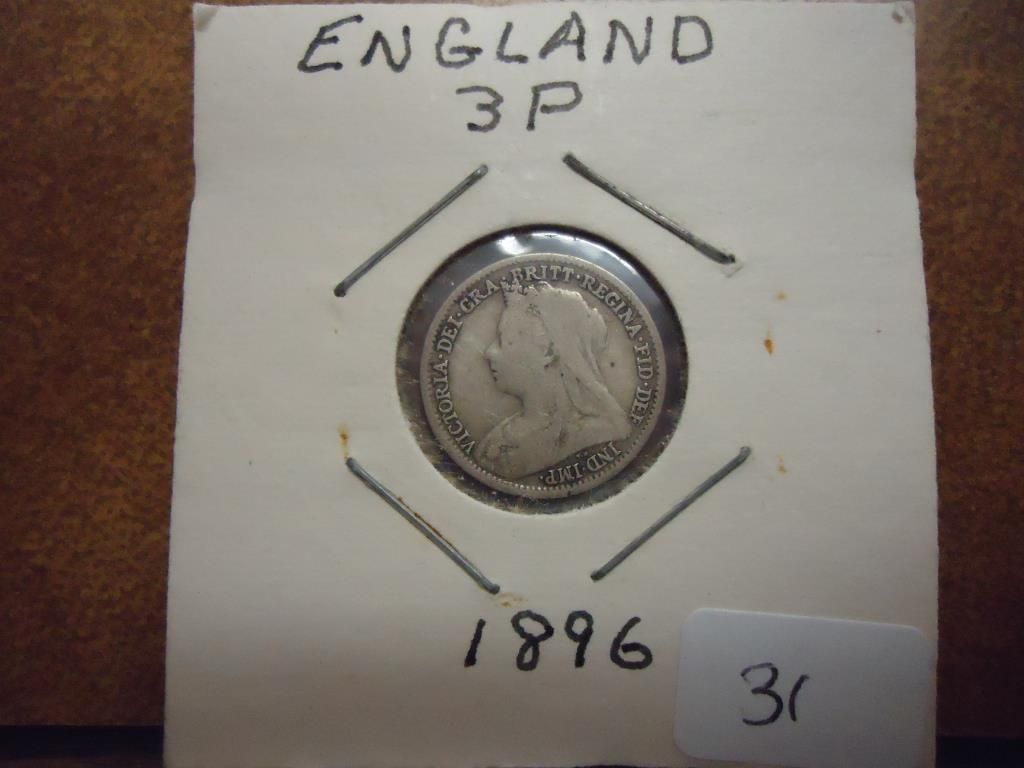 ENGLAND
3P
VICTORIA·DEI·GRA·BRITT·REGINA·FID·DEF·
IND·IMP.
1896
31